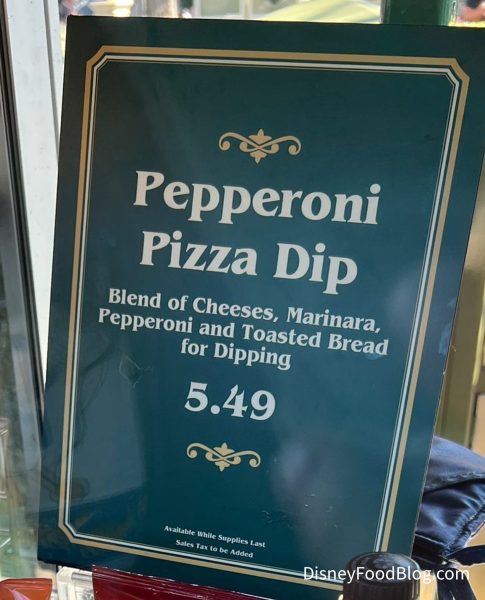 Pepperoni
Pizza Dip
Blend of Cheeses, Marinara,
Pepperoni and Toasted Bread
for Dipping
5.49
Available While Supplies Last
Sales Tax to be Added
DisneyFoodBlog.com